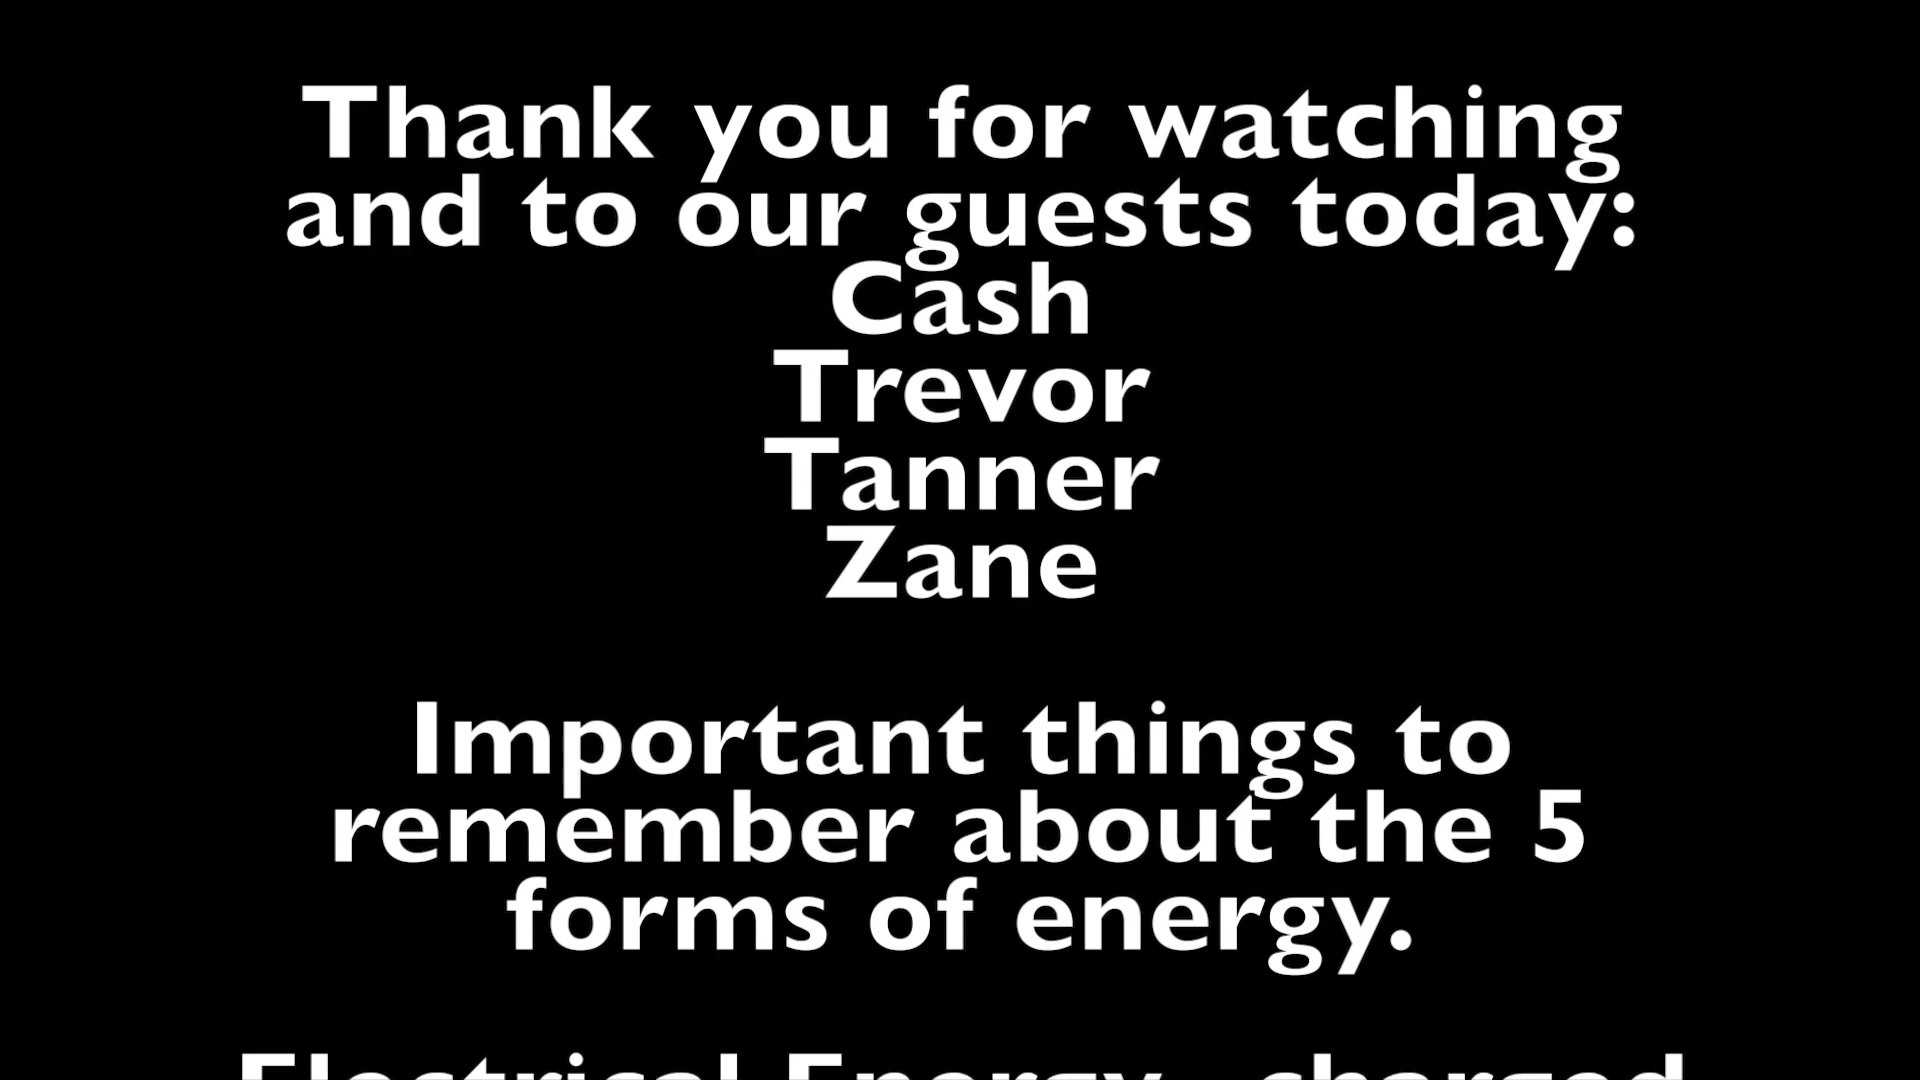 Thank you for watching
and to our guests today:
Cash
Trevor
Tanner
Zane
Important things to
remember about the 5
forms of energy.
Electrical Energy - charged